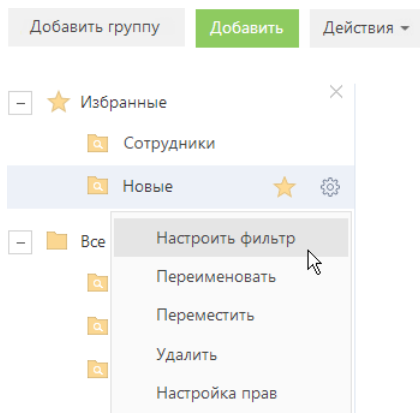 Добавить группу Добавить Действия
Избранные
Сотрудники
Новые
Все
Настроить фильтр
Переименовать
Переместить
Удалить
Настройка прав